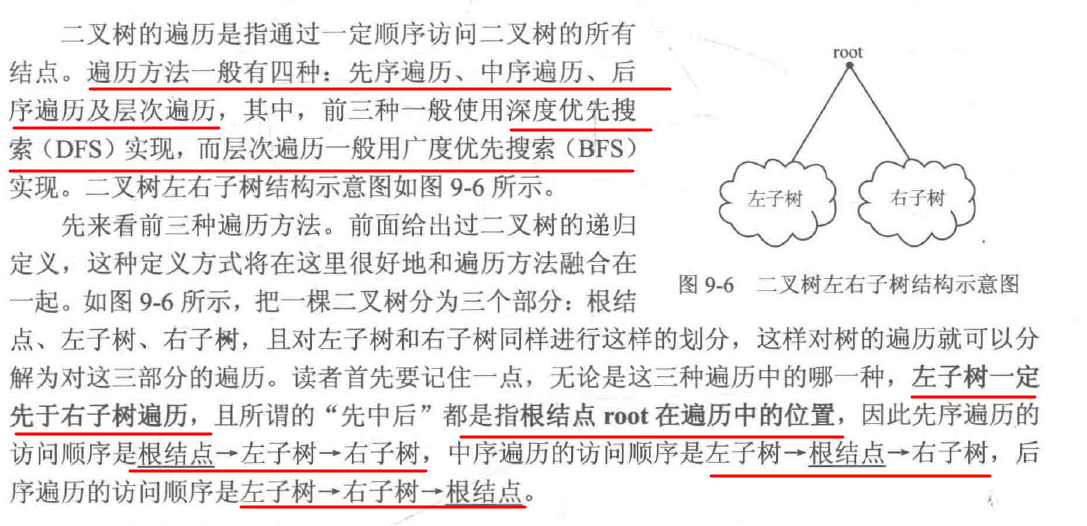 二叉树的遍历是指通过一定顺序访问二叉树的所有
结点。遍历方法一般有四种：先序遍历、中序遍历、后
序遍历及层次遍历，其中，前三种一般使用深度优先搜
索（DFS）实现，而层次遍历一般用广度优先搜索（BFS）
实现。二叉树左右子树结构示意图如图 9-6 所示。
先来看前三种遍历方法。前面给出过二叉树的递归
定义，这种定义方式将在这里很好地和遍历方法融合在
一起。如图 9-6 所示，把一棵二叉树分为三个部分：根结
root
左子树
右子树
图 9-6 二叉树左右子树结构示意图
点、左子树、右子树，且对左子树和右子树同样进行这样的划分，这样对树的遍历就可以分
解为对这三部分的遍历。读者首先要记住一点，无论是这三种遍历中的哪一种，左子树一定
先于右子树遍历，且所谓的“先中后”都是指根结点 root 在遍历中的位置，因此先序遍历的
访问顺序是根结点→左子树→右子树，中序遍历的访问顺序是左子树→根结点→右子树，后
序遍历的访问顺序是左子树→右子树→根结点。